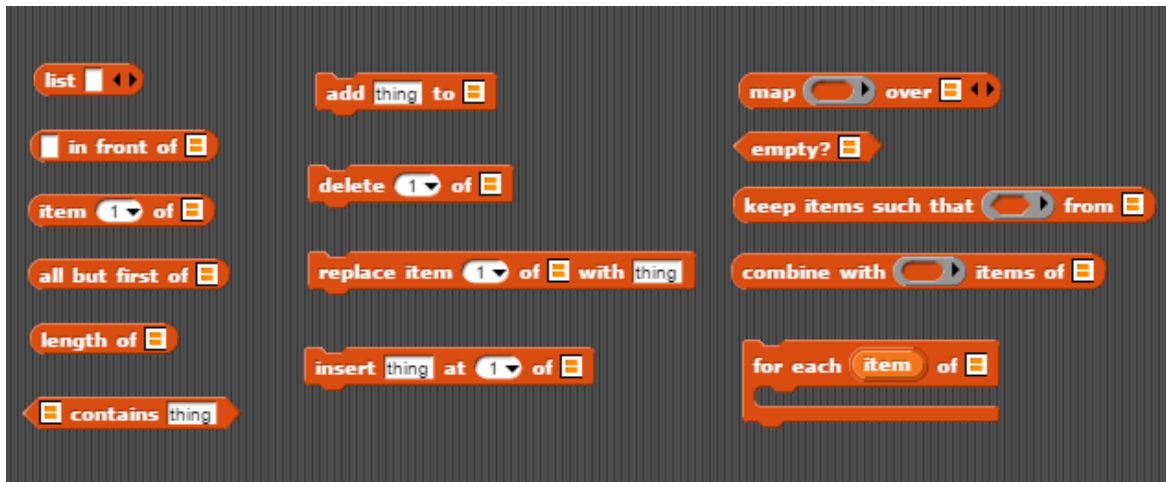 list
in front of
item 1 of
all but first of
length of
contains thing
add thing to
delete 1 of
replace item 1 of with thing
insert thing at 1 of
map over
empty?
keep items such that from
combine with items of
for each item of